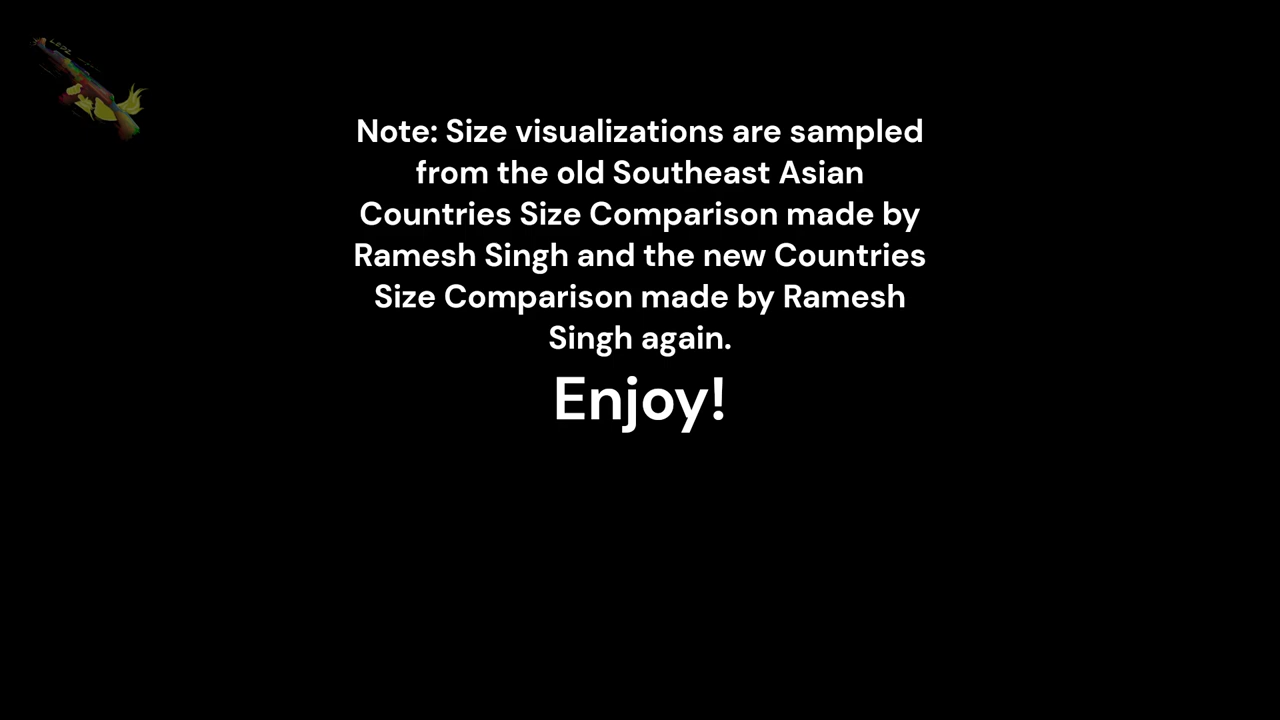 Note: Size visualizations are sampled
from the old Southeast Asian
Countries Size Comparison made by
Ramesh Singh and the new Countries
Size Comparison made by Ramesh
Singh again.
Enjoy!